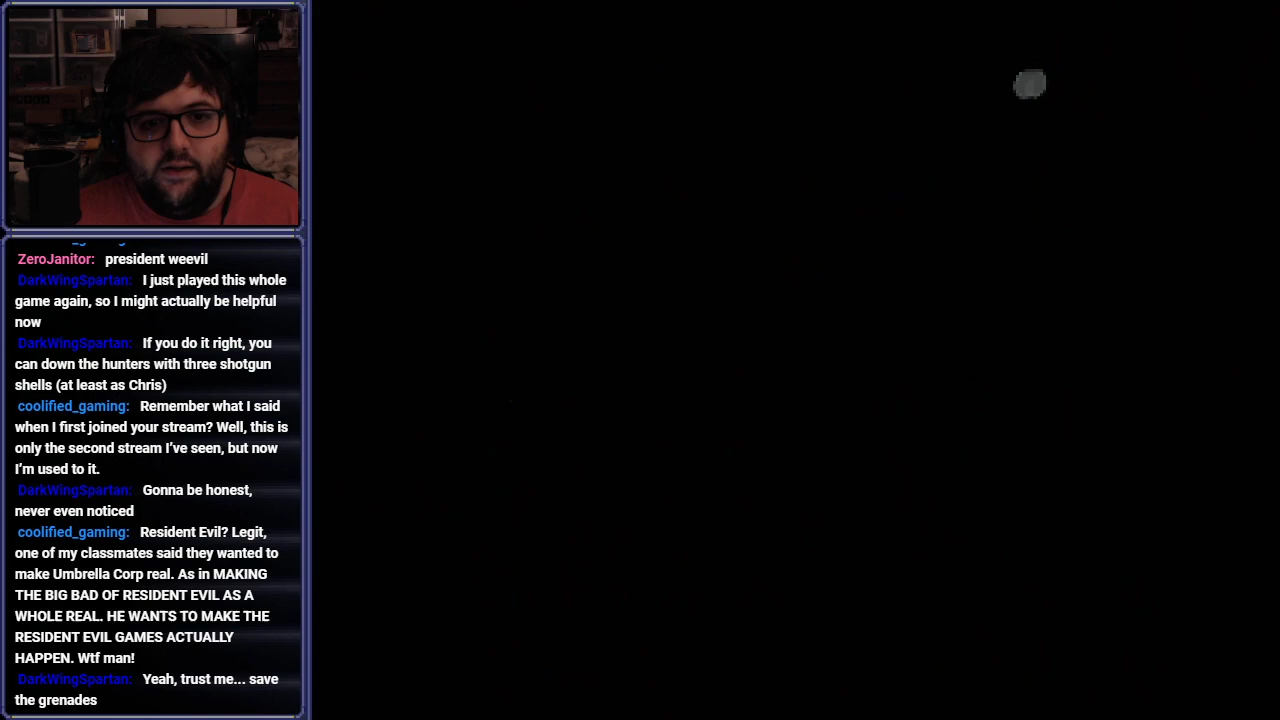 ZeroJanitor: president weevil
DarkWingSpartan: I just played this whole
game again, so I might actually be helpful
now
DarkWingSpartan: If you do it right, you
can down the hunters with three shotgun
shells (at least as Chris)
coolified_gaming: Remember what I said
when I first joined your stream? Well, this is
only the second stream I've seen, but now
I'm used to it.
DarkWingSpartan: Gonna be honest,
never even noticed
coolified_gaming: Resident Evil? Legit,
one of my classmates said they wanted to
make Umbrella Corp real. As in MAKING
THE BIG BAD OF RESIDENT EVIL AS A
WHOLE REAL. HE WANTS TO MAKE THE
RESIDENT EVIL GAMES ACTUALLY
HAPPEN. Wtf man!
DarkWingSpartan: Yeah, trust me... save
the grenades